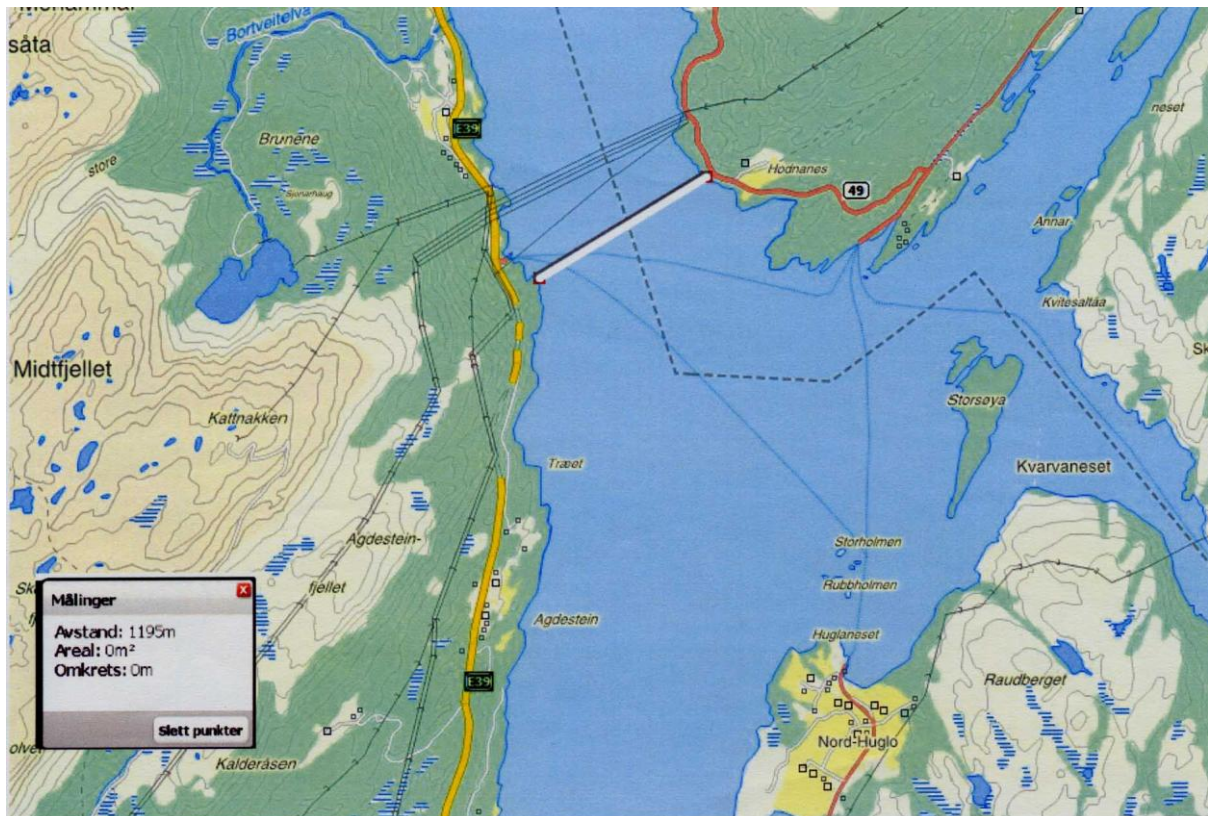 såta
Bortveitelva
E39
Brunene
store
Hodnanes
49
neset
Annar
Kvitesaltåa
Midtfjellet
Kattnakken
Storsøya
Træet
Kvarvaneset
Agdestein-
fjellet
Storholmen
Rubbholmen
Agdestein
Huglaneset
Målinger
Avstand: 1195m
Areal: 0m²
Omkrets: 0m
Slett punkter
E39
Raudberget
Nord-Huglo
Kalderåsen